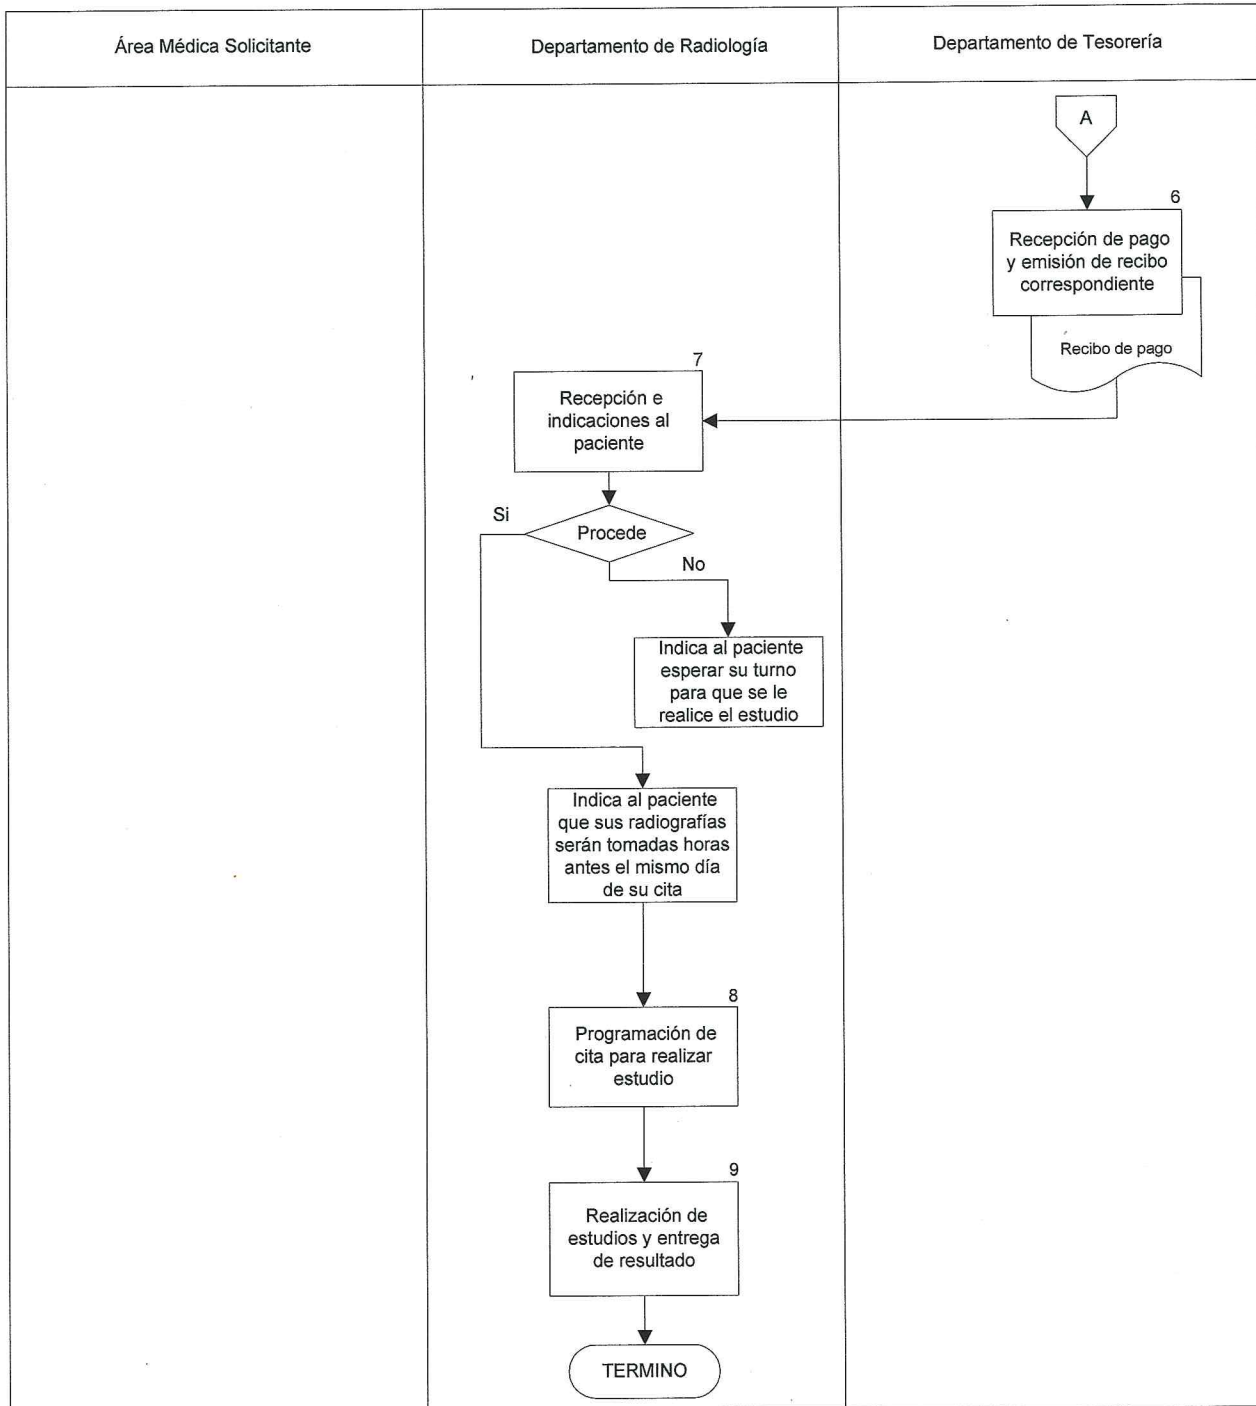 Área Médica Solicitante
Departamento de Radiología
Departamento de Tesorería
A
6
Recepción de pago
y emisión de recibo
correspondiente
Recibo de pago
7
Recepción e
indicaciones al
paciente
Si
Procede
No
Indica al paciente
esperar su turno
para que se le
realice el estudio
Indica al paciente
que sus radiografías
serán tomadas horas
antes el mismo día
de su cita
8
Programación de
cita para realizar
estudio
9
Realización de
estudios y entrega
de resultado
TERMINO